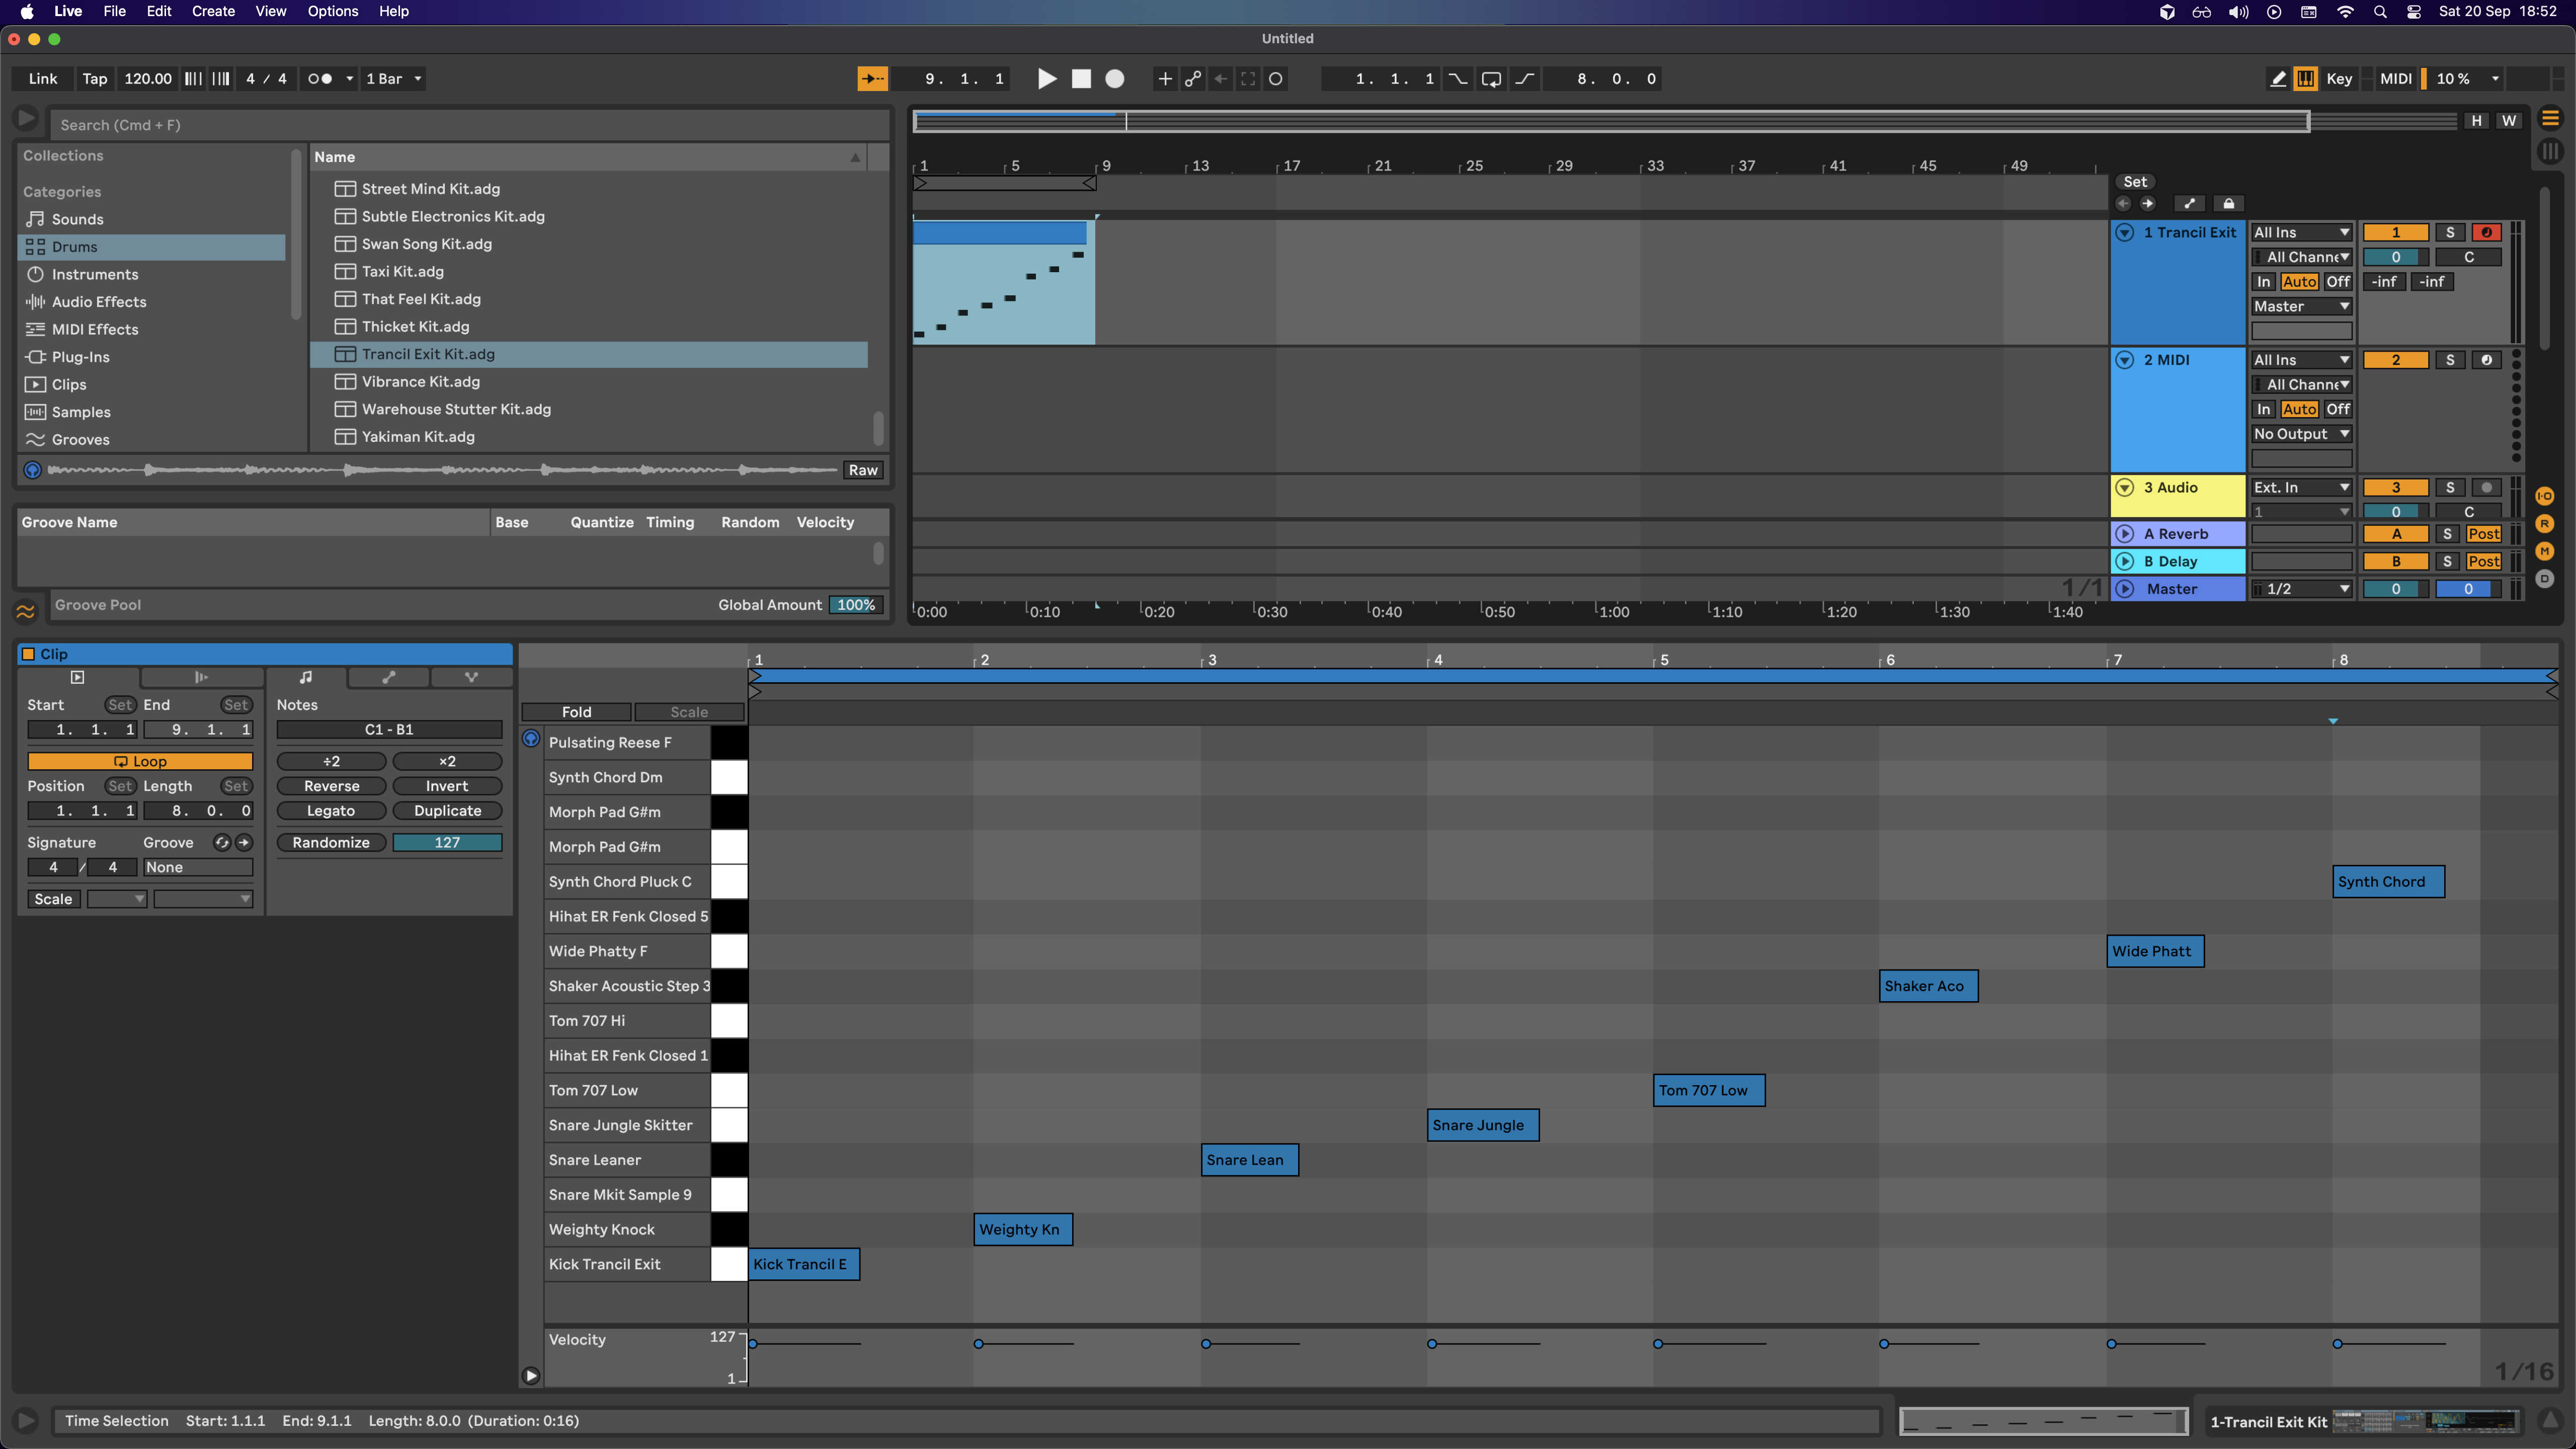 Live File Edit Create View Options Help Sat 20 Sep 18:52
Untitled
Link Tap 120.00 4 / 4 1 Bar 9. 1. 1 1. 1. 1 8. 0. 0 Key MIDI 10 %
Search (Cmd + F)
Collections
Categories
Sounds
Drums
Instruments
Audio Effects
MIDI Effects
Plug-Ins
Clips
Samples
Grooves
Name
Street Mind Kit.adg
Subtle Electronics Kit.adg
Swan Song Kit.adg
Taxi Kit.adg
That Feel Kit.adg
Thicket Kit.adg
Trancil Exit Kit.adg
Vibrance Kit.adg
Warehouse Stutter Kit.adg
Yakiman Kit.adg
Raw
Groove Name Base Quantize Timing Random Velocity
Groove Pool Global Amount 100%
H W
1 5 9 13 17 21 25 29 33 37 41 45 49
Set
1 Trancil Exit All Ins 1 S
All Channe 0 C
In Auto Off -inf -inf
Master
2 MIDI All Ins 2 S
All Channe
In Auto Off
No Output
3 Audio Ext. In 3 S
1 0 C
A Reverb A S Post
B Delay B S Post
1/1 Master 1/2 0 0
0:00 0:10 0:20 0:30 0:40 0:50 1:00 1:10 1:20 1:30 1:40
I·O
R
M
D
Clip
Start Set End Set
1. 1. 1 9. 1. 1
Loop
Position Set Length Set
1. 1. 1 8. 0. 0
Signature Groove
4 / 4 None
Scale
Notes
C1 - B1
÷2 ×2
Reverse Invert
Legato Duplicate
Randomize 127
1 2 3 4 5 6 7 8
Fold Scale
Pulsating Reese F
Synth Chord Dm
Morph Pad G#m
Morph Pad G#m
Synth Chord Pluck C Synth Chord
Hihat ER Fenk Closed 5
Wide Phatty F Wide Phatt
Shaker Acoustic Step 3 Shaker Aco
Tom 707 Hi
Hihat ER Fenk Closed 1
Tom 707 Low Tom 707 Low
Snare Jungle Skitter Snare Jungle
Snare Leaner Snare Lean
Snare Mkit Sample 9
Weighty Knock Weighty Kn
Kick Trancil Exit Kick Trancil E
Velocity 127
1
1/16
Time Selection Start: 1.1.1 End: 9.1.1 Length: 8.0.0 (Duration: 0:16)
1-Trancil Exit Kit